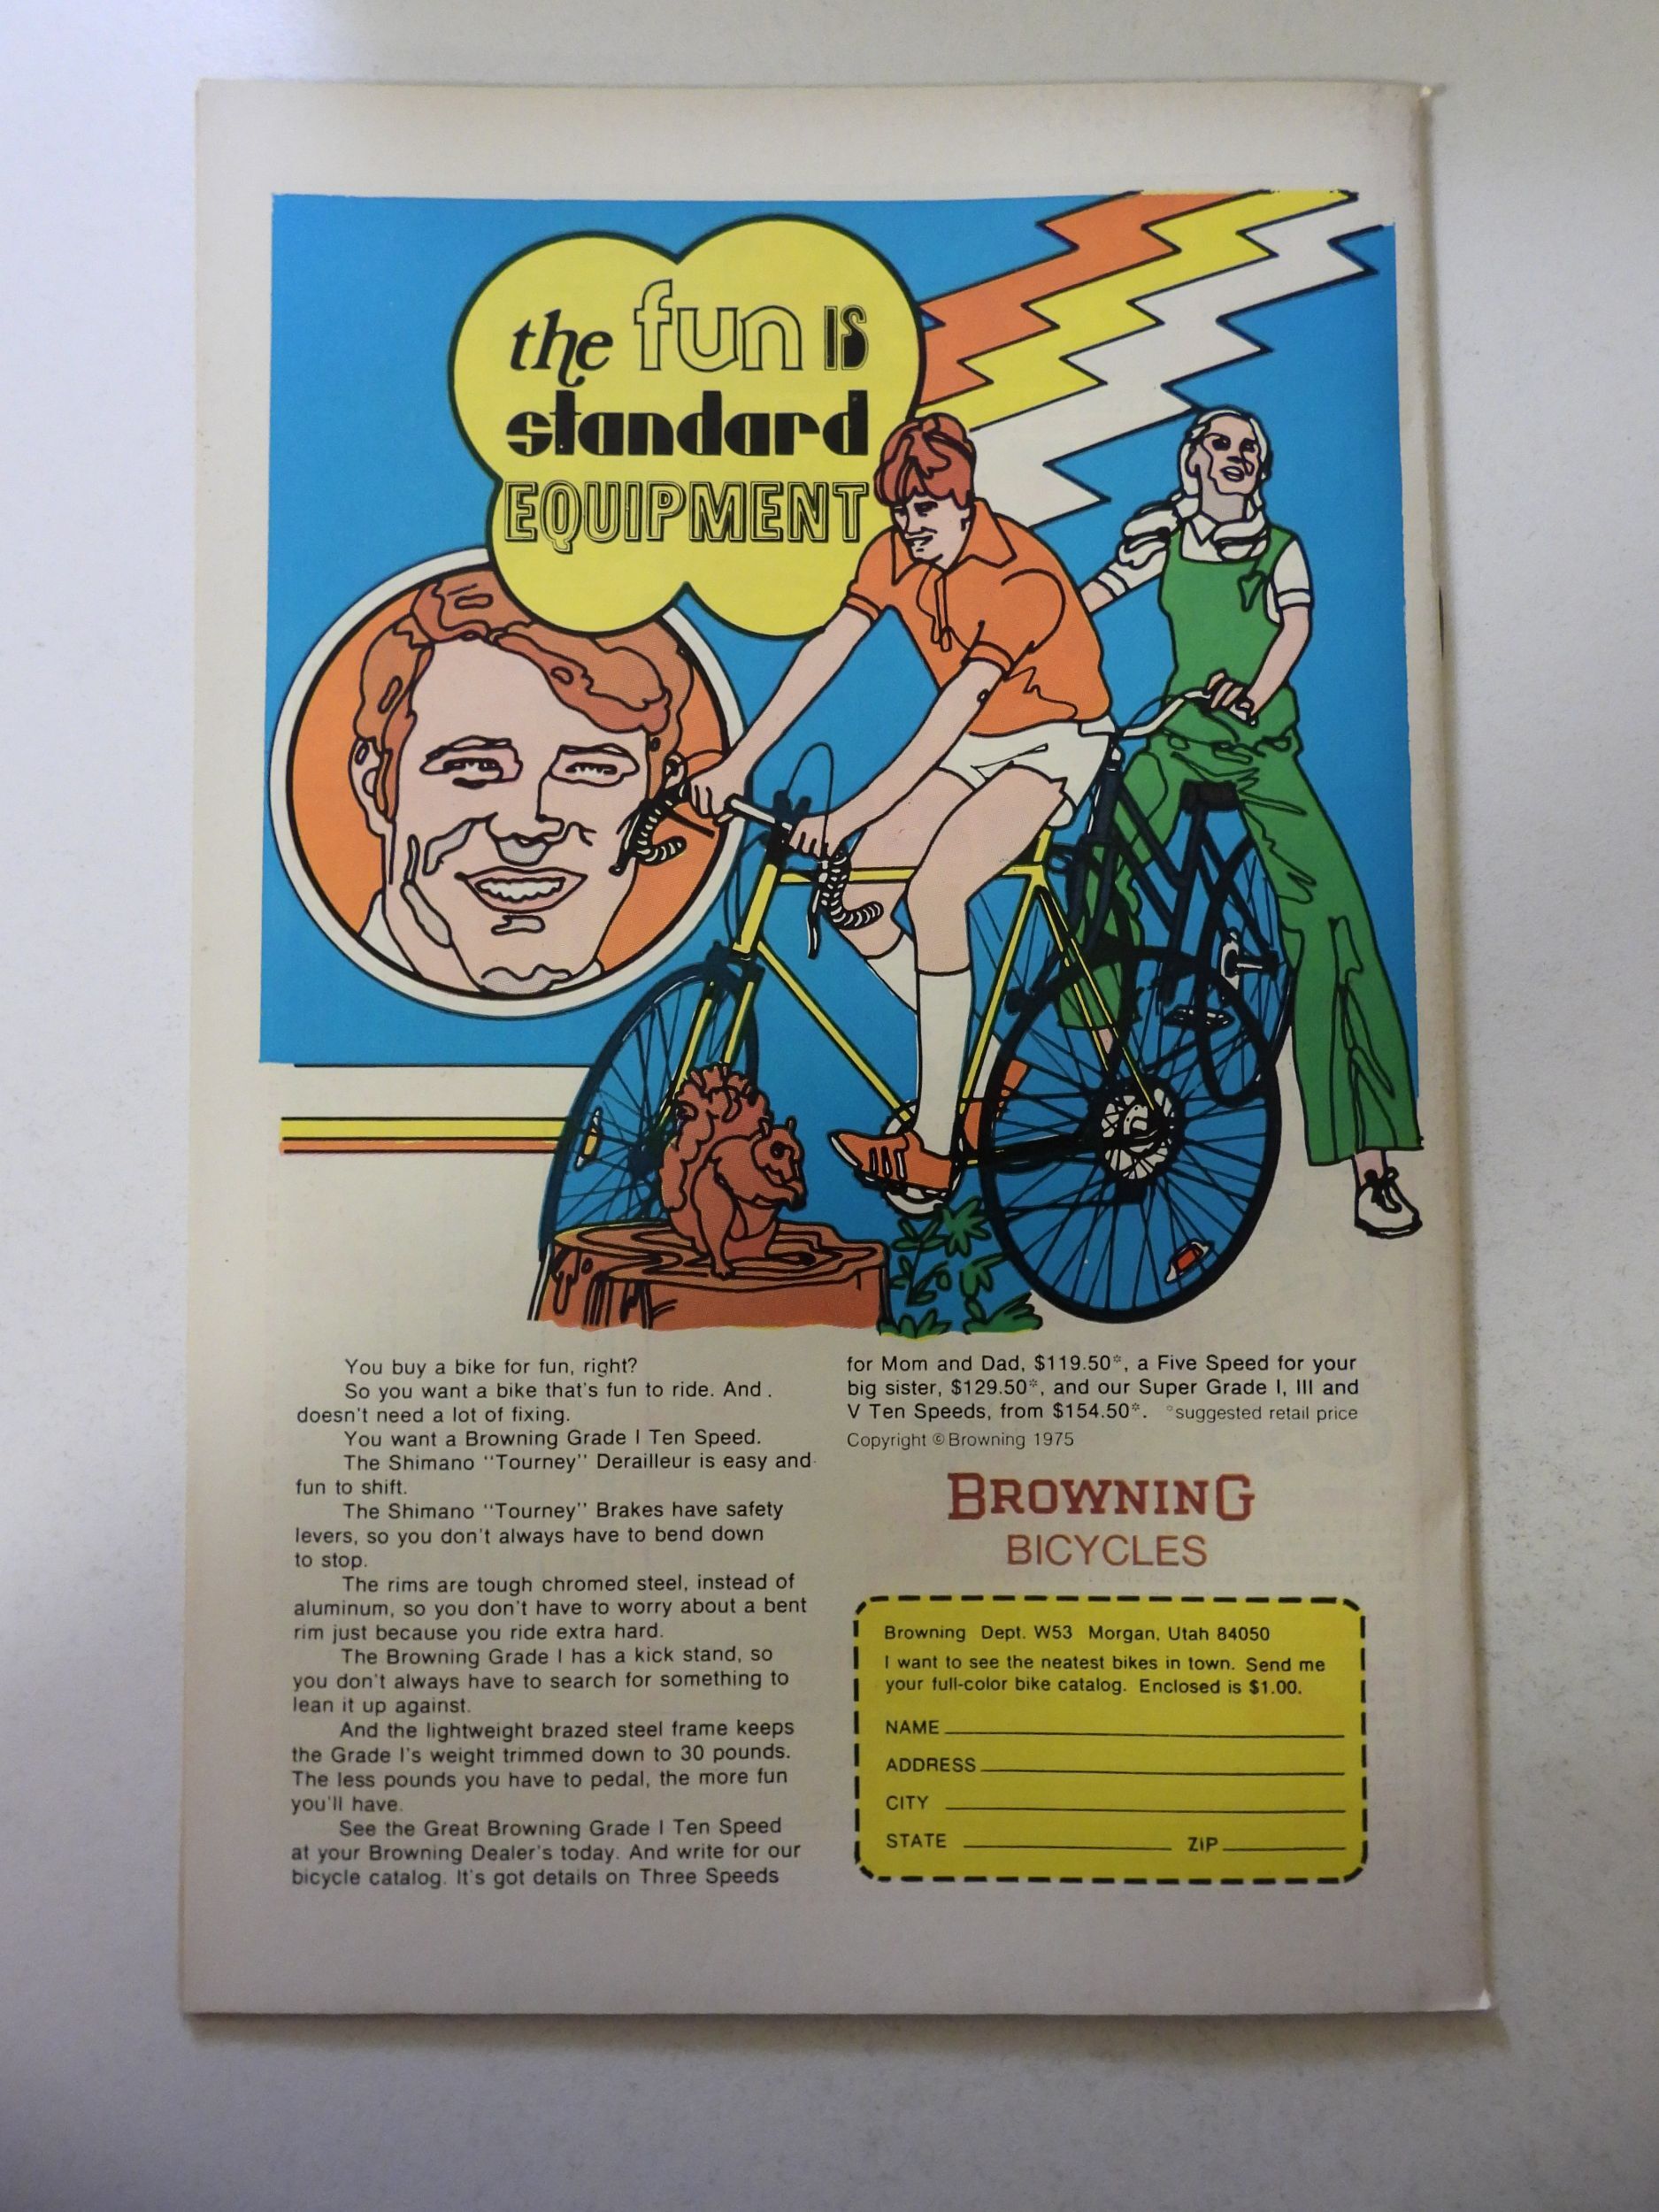 the fun IS
standard
EQUIPMENT
You buy a bike for fun, right?
So you want a bike that's fun to ride. And
doesn't need a lot of fixing.
You want a Browning Grade I Ten Speed.
The Shimano "Tourney" Derailleur is easy and
fun to shift.
The Shimano "Tourney" Brakes have safety
levers, so you don't always have to bend down
to stop.
The rims are tough chromed steel, instead of
aluminum, so you don't have to worry about a bent
rim just because you ride extra hard.
The Browning Grade I has a kick stand, so
you don't always have to search for something to
lean it up against.
And the lightweight brazed steel frame keeps
the Grade I's weight trimmed down to 30 pounds.
The less pounds you have to pedal, the more fun
you'll have.
See the Great Browning Grade I Ten Speed
at your Browning Dealer's today. And write for our
bicycle catalog. It's got details on Three Speeds
for Mom and Dad, $119.50*, a Five Speed for your
big sister, $129.50*, and our Super Grade I, III and
V Ten Speeds, from $154.50*. *suggested retail price
Copyright © Browning 1975
BROWNING
BICYCLES
Browning Dept. W53 Morgan, Utah 84050
I want to see the neatest bikes in town. Send me
your full-color bike catalog. Enclosed is $1.00.
NAME
ADDRESS
CITY
STATE ZIP